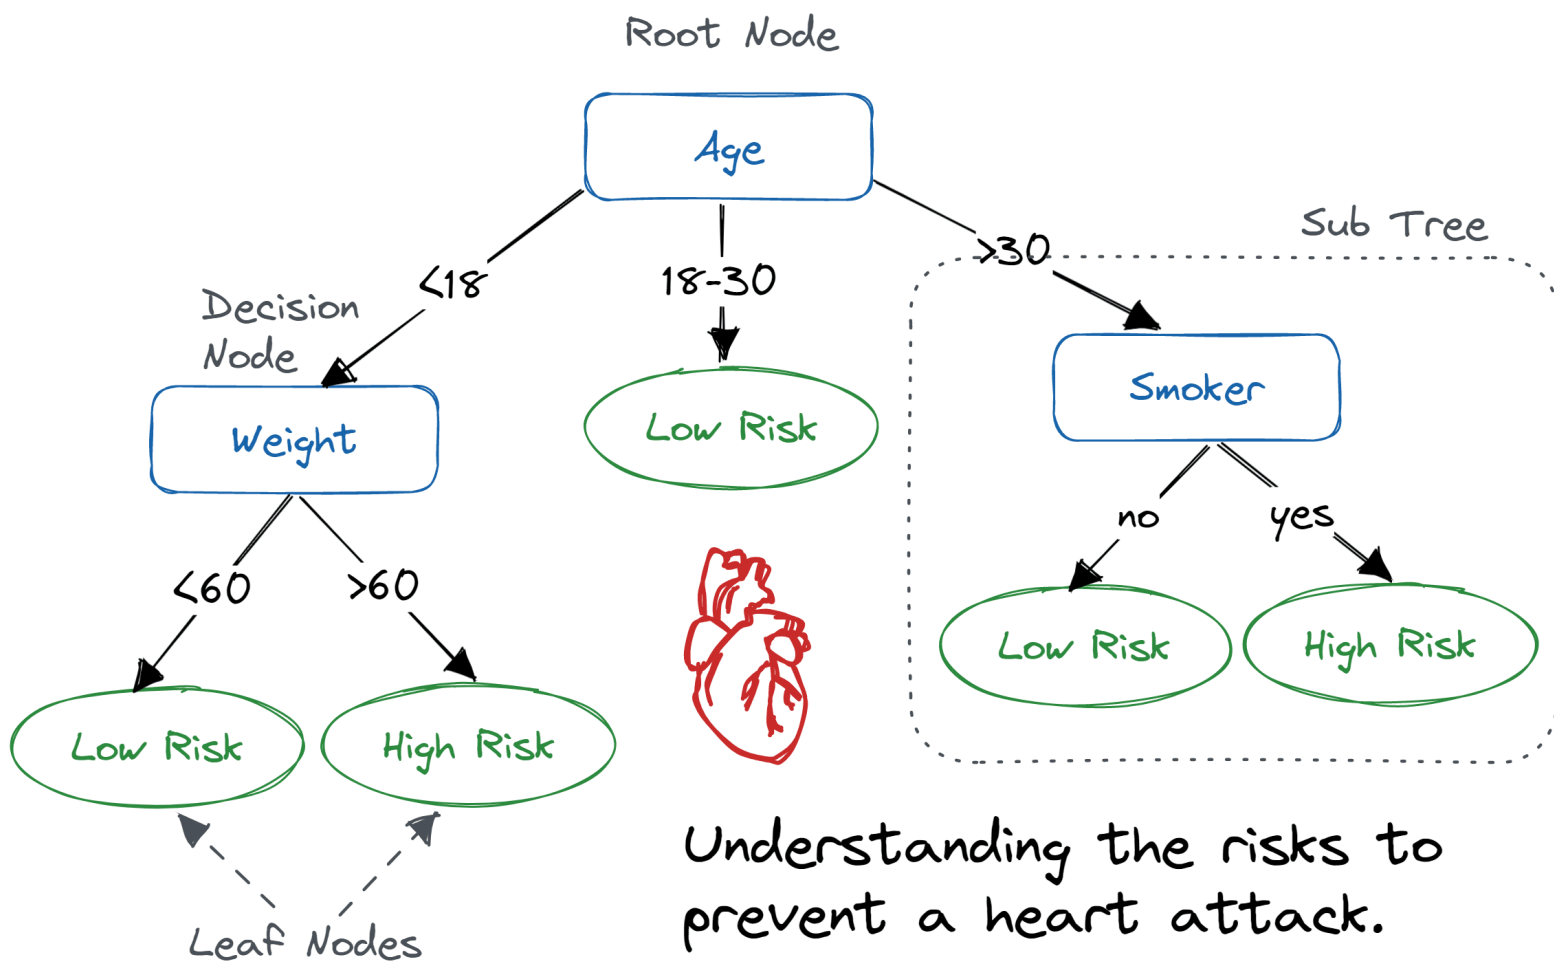 Root Node
Age
Sub Tree
<18
18-30
>30
Decision
Node
Weight
Low Risk
Smoker
<60
>60
no
yes
Low Risk
High Risk
Low Risk
High Risk
Understanding the risks to
prevent a heart attack.
Leaf Nodes